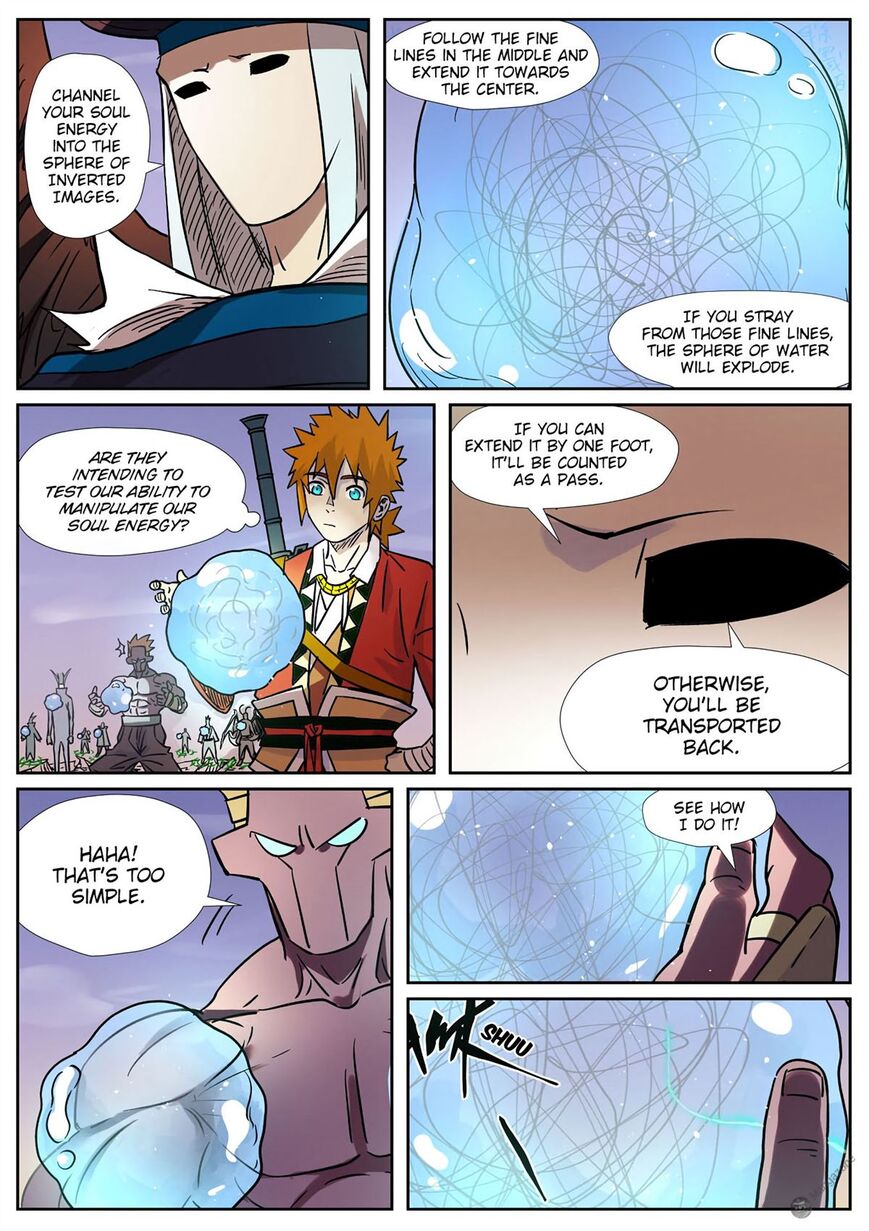 CHANNEL
YOUR SOUL
ENERGY
INTO THE
SPHERE OF
INVERTED
IMAGES.
FOLLOW THE FINE
LINES IN THE MIDDLE AND
EXTEND IT TOWARDS
THE CENTER.
IF YOU STRAY
FROM THOSE FINE LINES,
THE SPHERE OF WATER
WILL EXPLODE.
ARE THEY
INTENDING TO
TEST OUR ABILITY TO
MANIPULATE OUR
SOUL ENERGY?
IF YOU CAN
EXTEND IT BY ONE FOOT,
IT'LL BE COUNTED
AS A PASS.
OTHERWISE,
YOU'LL BE
TRANSPORTED
BACK.
HAHA!
THAT'S TOO
SIMPLE.
SEE HOW
I DO IT!
SHUU